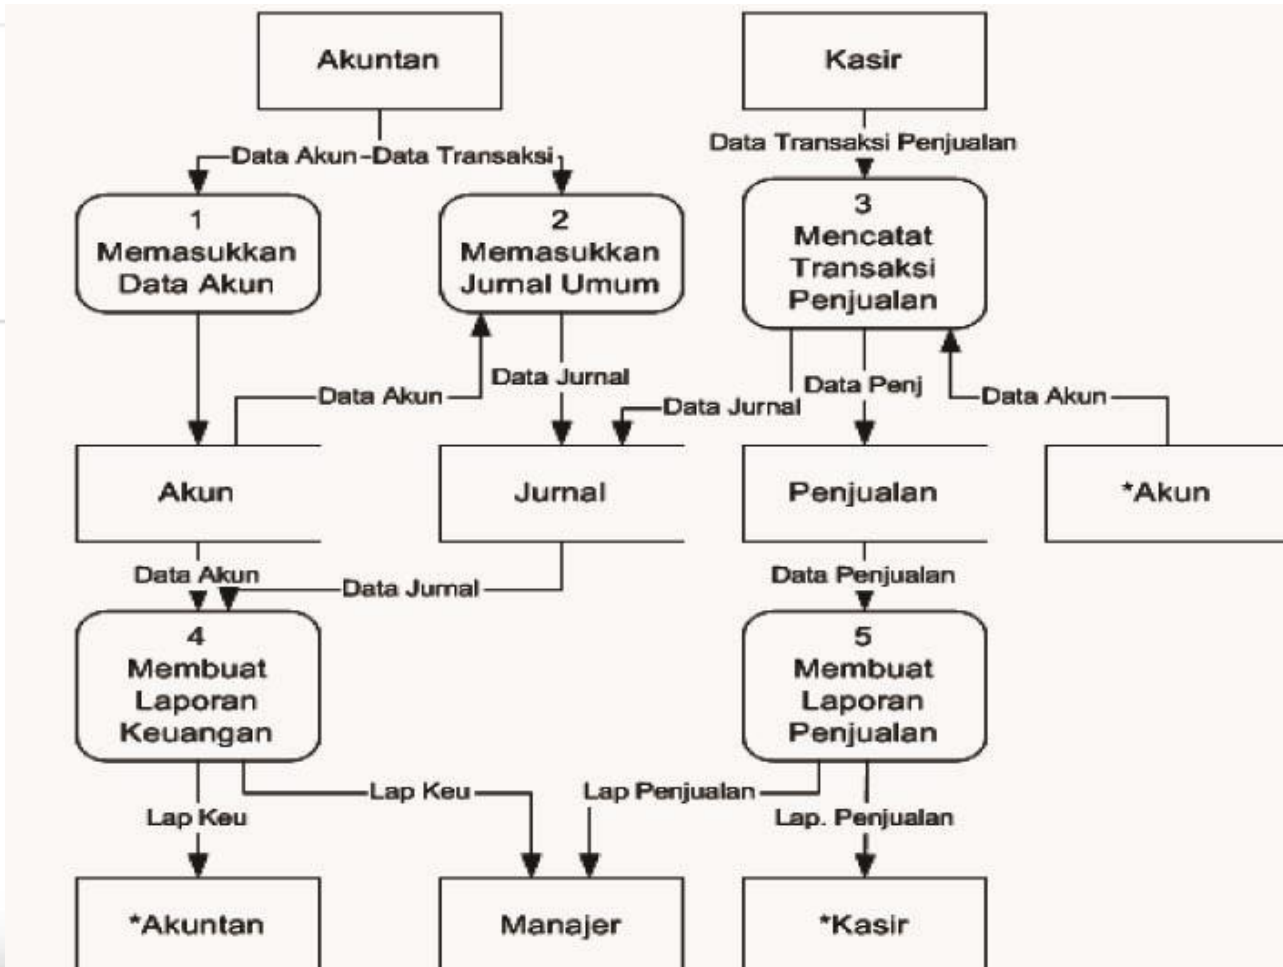 Akuntan
Kasir
Data Akun
Data Transaksi
Data Transaksi Penjualan
1
Memasukkan
Data Akun
2
Memasukkan
Jurnal Umum
3
Mencatat
Transaksi
Penjualan
Data Akun
Data Jurnal
Data Jurnal
Data Penj
Data Akun
Akun
Jurnal
Penjualan
*Akun
Data Akun
Data Jurnal
Data Penjualan
4
Membuat
Laporan
Keuangan
5
Membuat
Laporan
Penjualan
Lap Keu
Lap Keu
Lap Penjualan
Lap. Penjualan
*Akuntan
Manajer
*Kasir